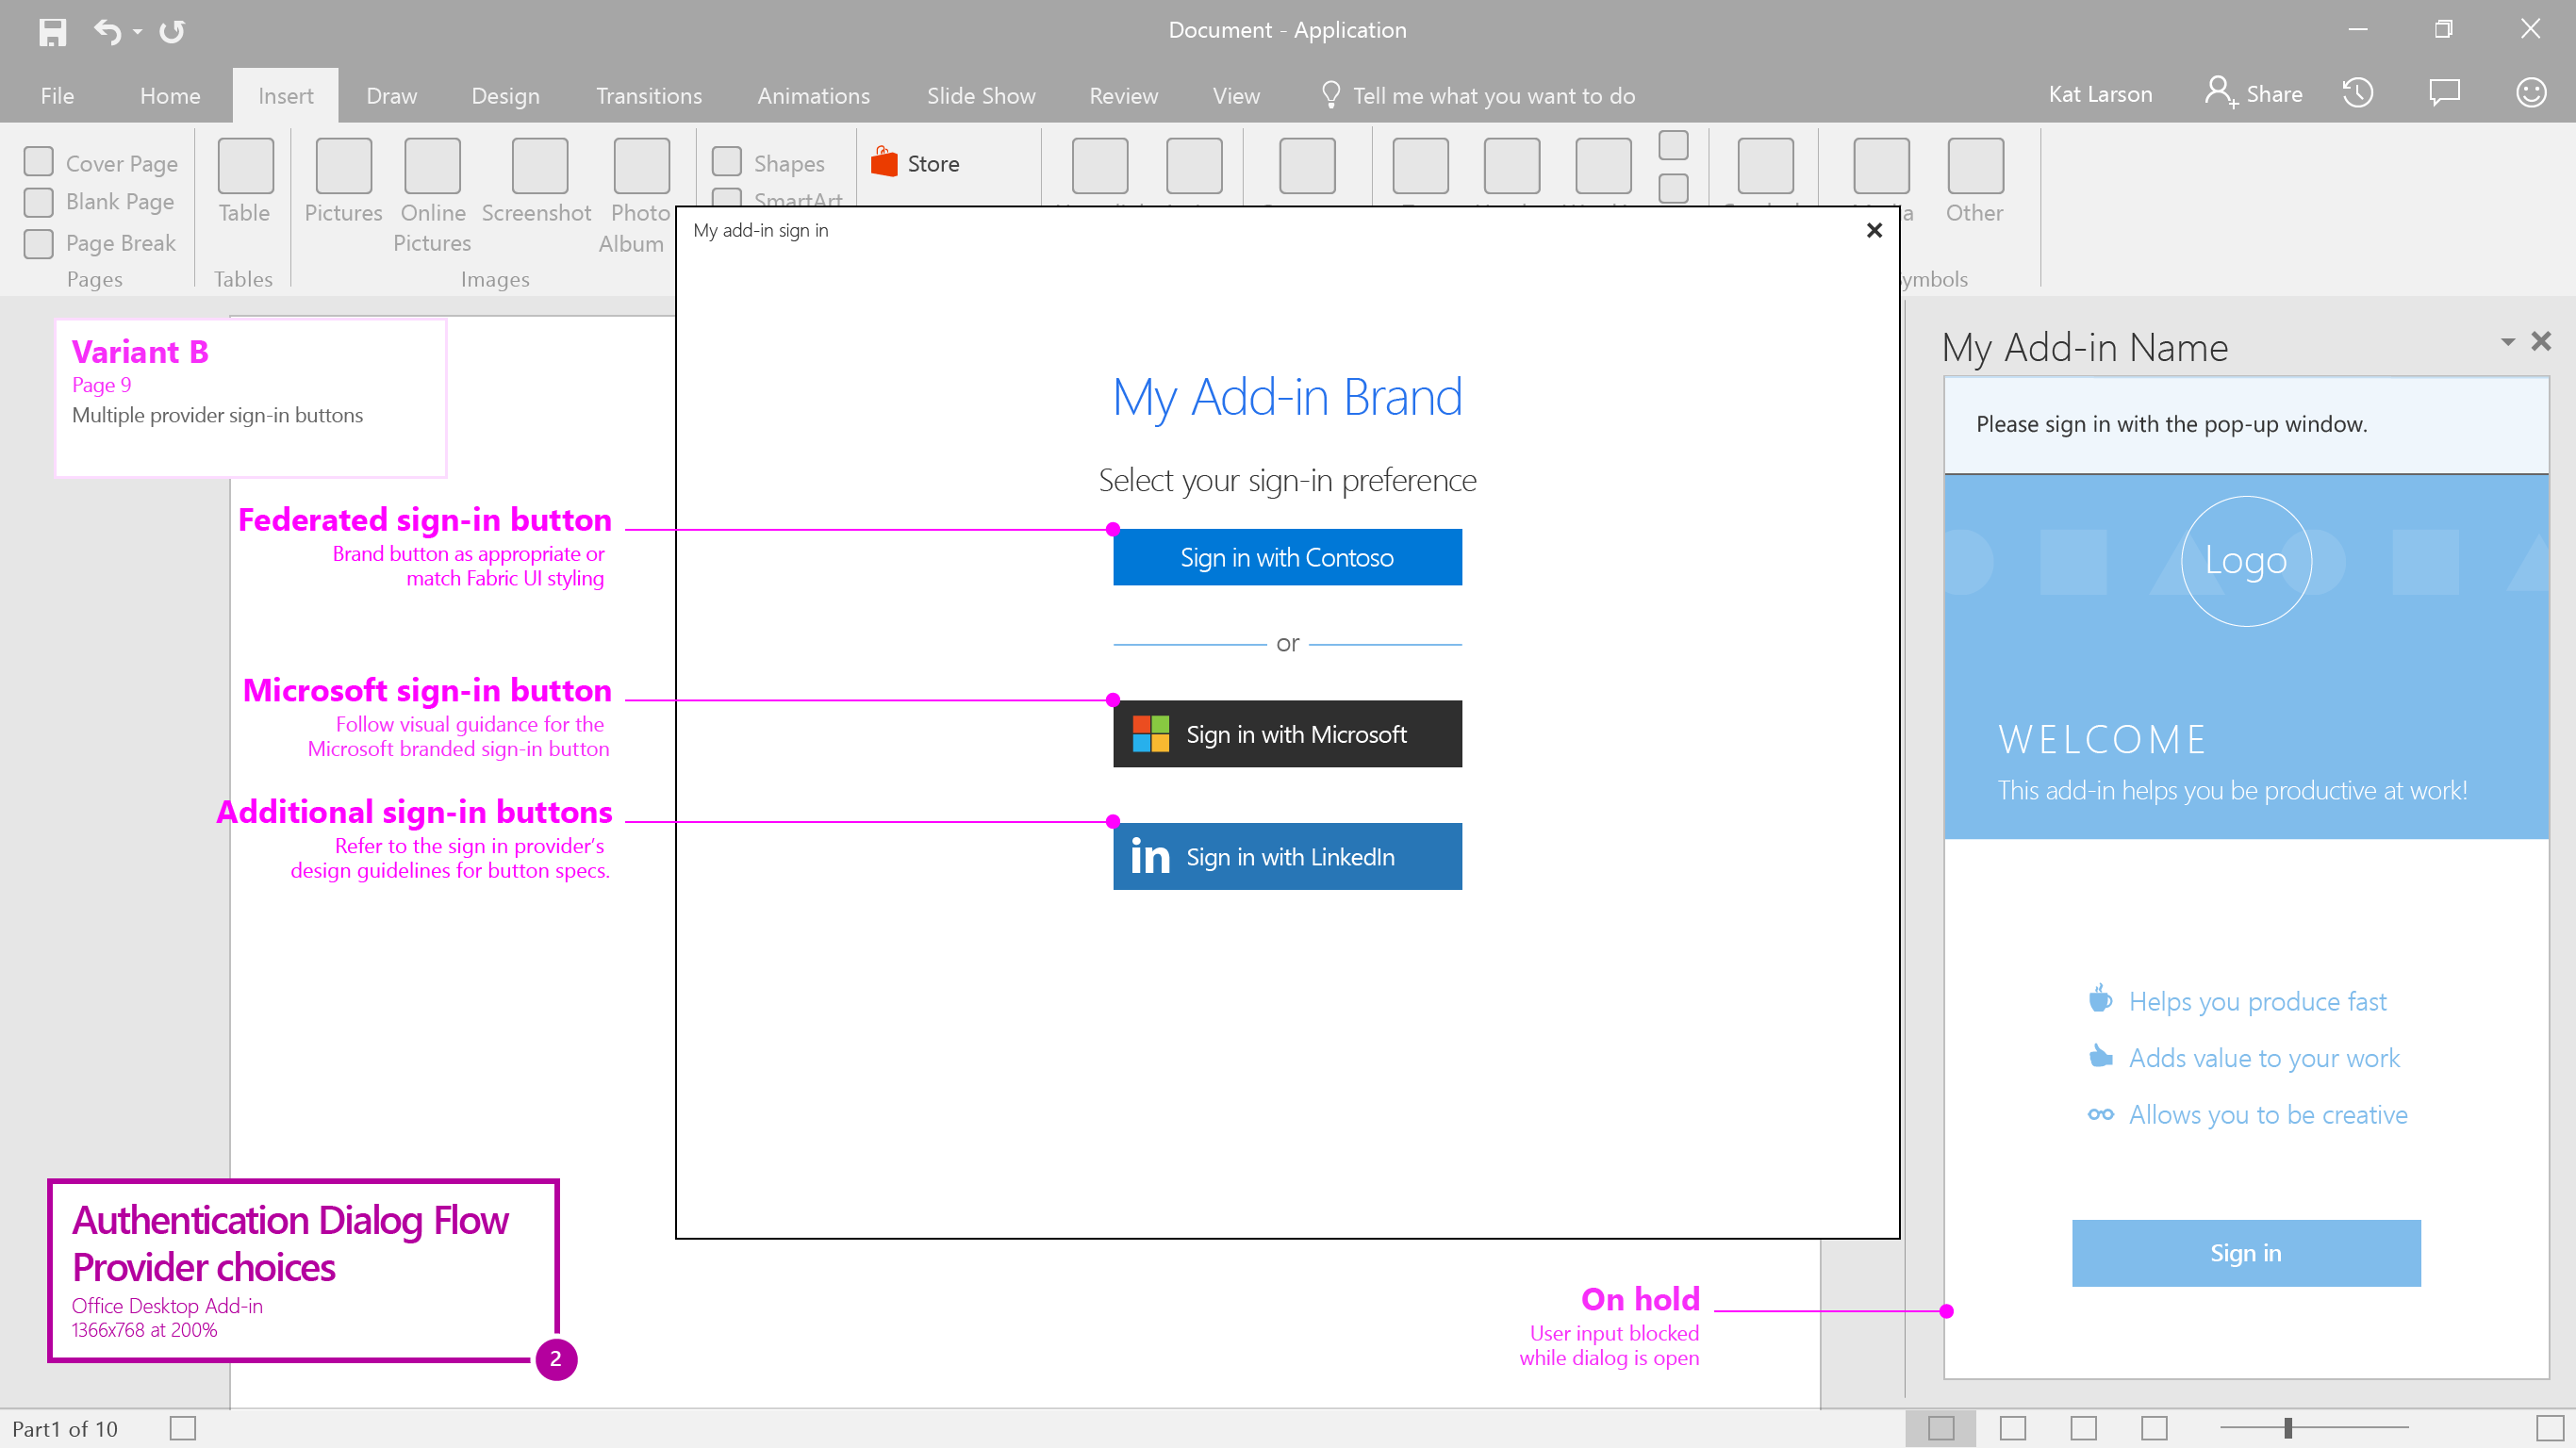 Document - Application
File
Home
Insert
Draw
Design
Transitions
Animations
Slide Show
Review
View
Tell me what you want to do
Kat Larson
Share
Cover Page
Blank Page
Page Break
Pages
Table
Tables
Pictures
Online
Pictures
Screenshot
Photo
Album
Images
Shapes
SmartArt
Store
Other
My add-in sign in
My Add-in Brand
Select your sign-in preference
Sign in with Contoso
or
Sign in with Microsoft
in
Sign in with LinkedIn
Variant B
Page 9
Multiple provider sign-in buttons
Federated sign-in button
Brand button as appropriate or
match Fabric UI styling
Microsoft sign-in button
Follow visual guidance for the
Microsoft branded sign-in button
Additional sign-in buttons
Refer to the sign in provider’s
design guidelines for button specs.
Authentication Dialog Flow
Provider choices
Office Desktop Add-in
1366x768 at 200%
2
On hold
User input blocked
while dialog is open
My Add-in Name
Please sign in with the pop-up window.
Logo
WELCOME
This add-in helps you be productive at work!
Helps you produce fast
Adds value to your work
Allows you to be creative
Sign in
Part1 of 10